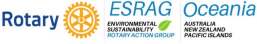 Rotary
ESRAG
ENVIRONMENTAL
SUSTAINABILITY
ROTARY ACTION GROUP
Oceania
AUSTRALIA
NEW ZEALAND
PACIFIC ISLANDS